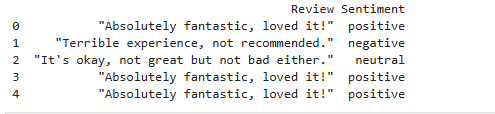 Review Sentiment
0 "Absolutely fantastic, loved it!" positive
1 "Terrible experience, not recommended." negative
2 "It's okay, not great but not bad either." neutral
3 "Absolutely fantastic, loved it!" positive
4 "Absolutely fantastic, loved it!" positive